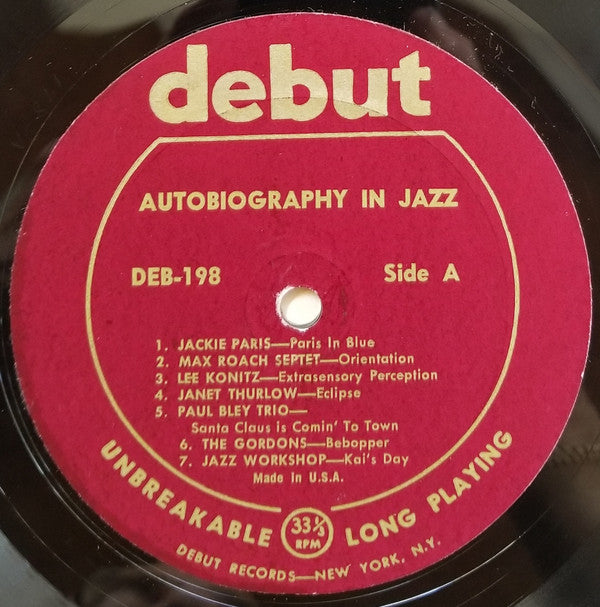 debut
AUTOBIOGRAPHY IN JAZZ
DEB-198 Side A
1. JACKIE PARIS—Paris In Blue
2. MAX ROACH SEPTET—Orientation
3. LEE KONITZ—Extrasensory Perception
4. JANET THURLOW—Eclipse
5. PAUL BLEY TRIO—
Santa Claus is Comin' To Town
6. THE GORDONS—Bebopper
7. JAZZ WORKSHOP—Kai's Day
Made in U.S.A.
UNBREAKABLE 33⅓ RPM LONG PLAYING
DEBUT RECORDS—NEW YORK, N.Y.